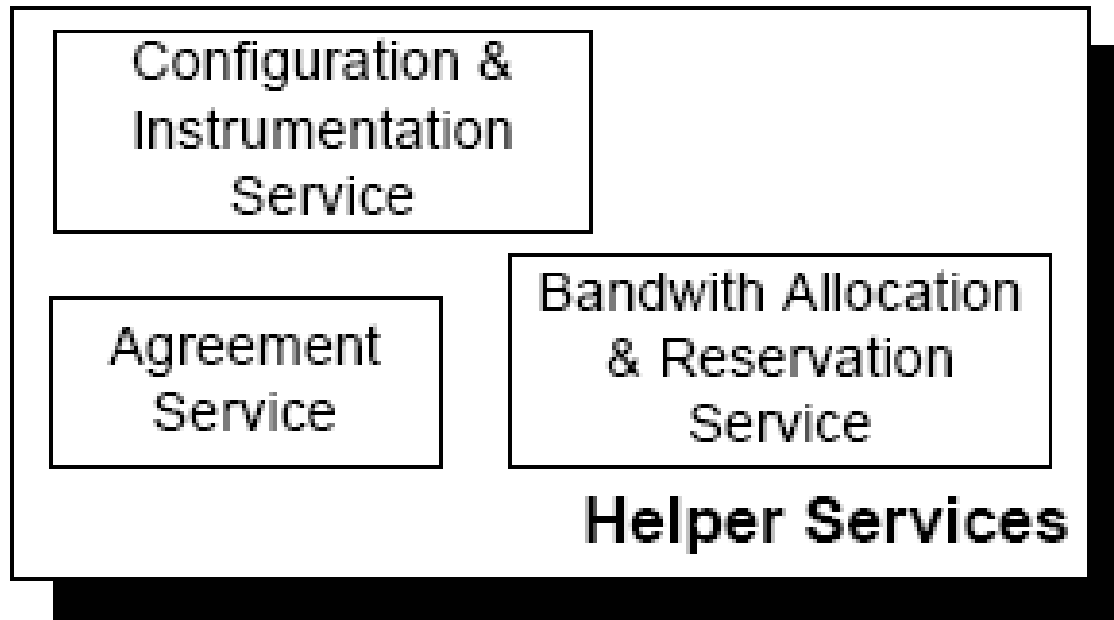 Configuration &
Instrumentation
Service
Agreement
Service
Bandwith Allocation
& Reservation
Service
Helper Services